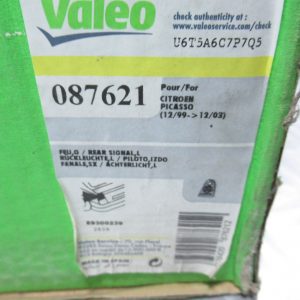 Valeo
check authenticity at :
www.valeoservice.com/check
U6T5A6C7P7Q5
087621
Pour/For
CITROEN
PICASSO
(12/99->12/03)
FEU,G / REAR SIGNAL,L
RUCKLEUCHTE,L / PILOTO,IZDO
FANALE,SX / ACHTERLICHT,L
89500239